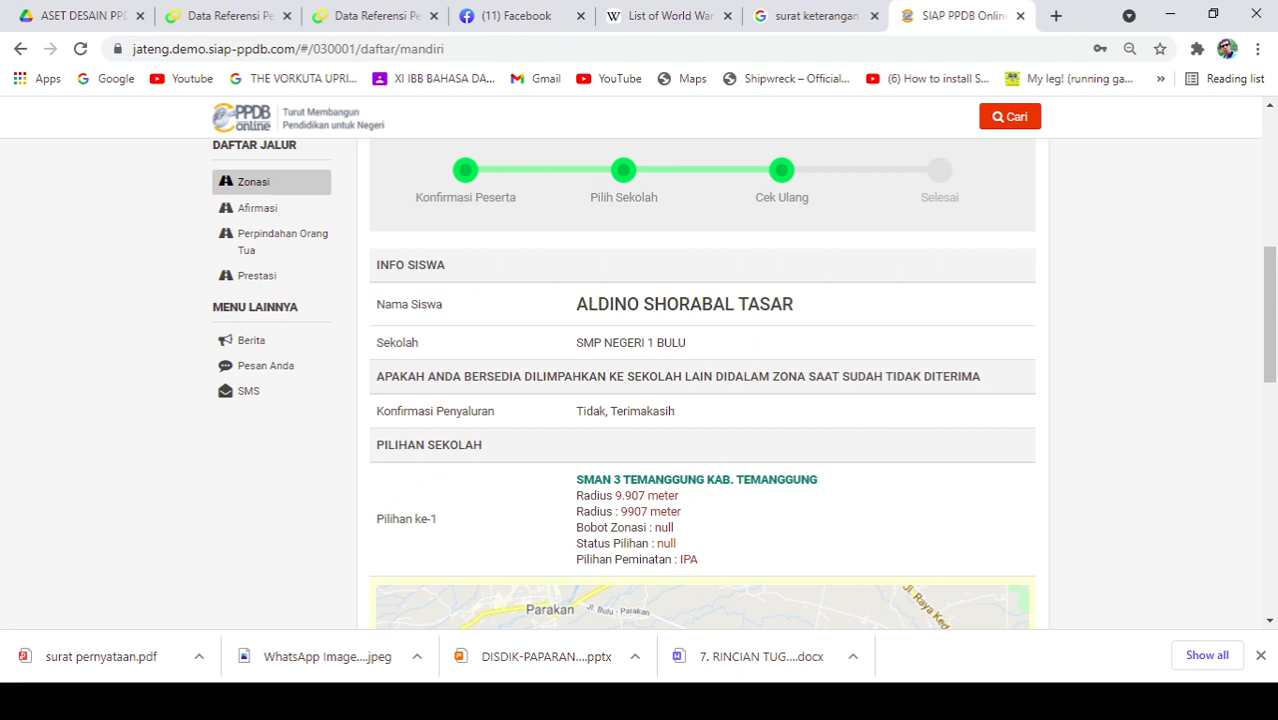 ASET DESAIN PPD
Data Referensi Pe
Data Referensi Pe
(11) Facebook
List of World War
surat keterangan
SIAP PPDB Onlin
jateng.demo.siap-ppdb.com/#/030001/daftar/mandiri
Apps
Google
Youtube
THE VORKUTA UPRI...
XI IBB BAHASA DA...
Gmail
YouTube
Maps
Shipwreck – Official...
(6) How to install S...
My leg! (running ga...
»
Reading list
PPDB online
Turut Membangun
Pendidikan untuk Negeri
Cari
DAFTAR JALUR
Zonasi
Afirmasi
Perpindahan Orang
Tua
Prestasi
MENU LAINNYA
Berita
Pesan Anda
SMS
Konfirmasi Peserta
Pilih Sekolah
Cek Ulang
Selesai
INFO SISWA
Nama Siswa
ALDINO SHORABAL TASAR
Sekolah
SMP NEGERI 1 BULU
APAKAH ANDA BERSEDIA DILIMPAHKAN KE SEKOLAH LAIN DIDALAM ZONA SAAT SUDAH TIDAK DITERIMA
Konfirmasi Penyaluran
Tidak, Terimakasih
PILIHAN SEKOLAH
Pilihan ke-1
SMAN 3 TEMANGGUNG KAB. TEMANGGUNG
Radius 9.907 meter
Radius : 9907 meter
Bobot Zonasi : null
Status Pilihan : null
Pilihan Peminatan : IPA
Parakan
Jl. Bulu - Parakan
Jl. Raya Ked
surat pernyataan.pdf
WhatsApp Image....jpeg
DISDIK-PAPARAN....pptx
7. RINCIAN TUG....docx
Show all